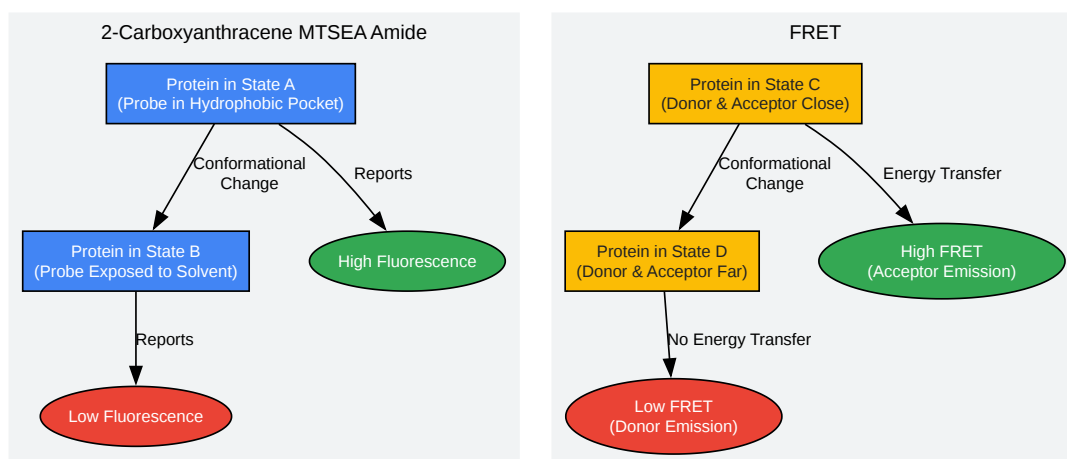 2-Carboxyanthracene MTSEA Amide
Protein in State A
(Probe in Hydrophobic Pocket)
Conformational
Change
Reports
Protein in State B
(Probe Exposed to Solvent)
High Fluorescence
Reports
Low Fluorescence
FRET
Protein in State C
(Donor & Acceptor Close)
Conformational
Change
Energy Transfer
Protein in State D
(Donor & Acceptor Far)
High FRET
(Acceptor Emission)
No Energy Transfer
Low FRET
(Donor Emission)